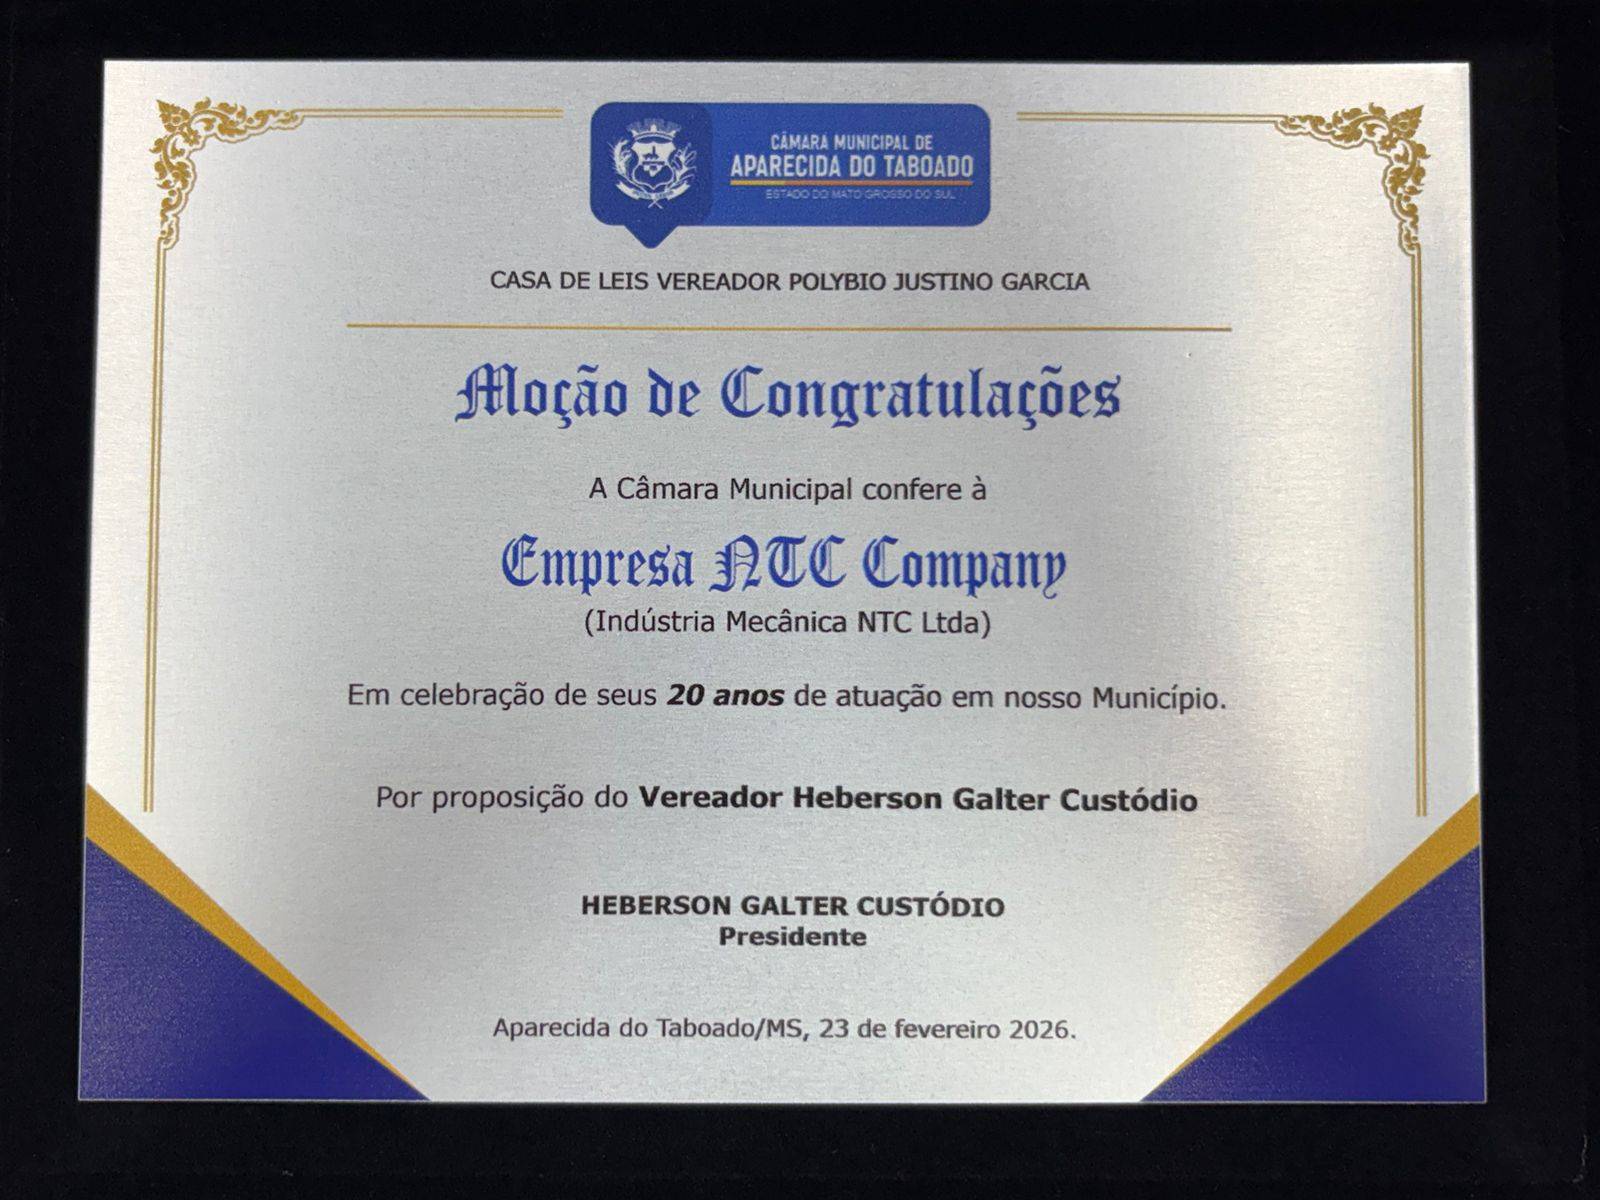 CÂMARA MUNICIPAL DE
APARECIDA DO TABOADO
ESTADO DO MATO GROSSO DO SUL
CASA DE LEIS VEREADOR POLYBIO JUSTINO GARCIA
Moção de Congratulações
A Câmara Municipal confere à
Empresa NTC Company
(Indústria Mecânica NTC Ltda)
Em celebração de seus 20 anos de atuação em nosso Município.
Por proposição do Vereador Heberson Galter Custódio
HEBERSON GALTER CUSTÓDIO
Presidente
Aparecida do Taboado/MS, 23 de fevereiro 2026.